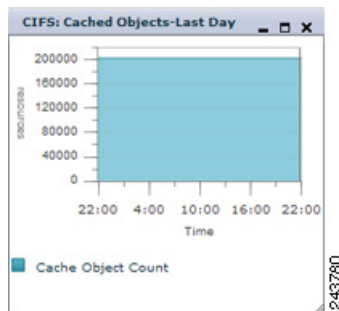 CIFS: Cached Objects-Last Day
resources
200000
160000
120000
80000
40000
0
22:00 4:00 10:00 16:00 22:00
Time
Cache Object Count
243780